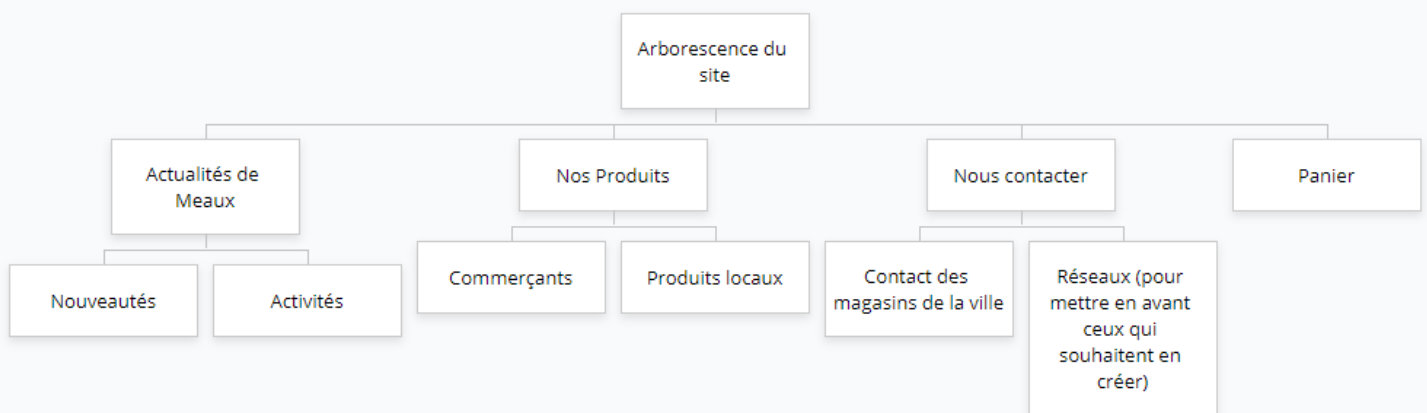 Arborescence du
site
Actualités de
Meaux
Nos Produits
Nous contacter
Panier
Nouveautés
Activités
Commerçants
Produits locaux
Contact des
magasins de la ville
Réseaux (pour
mettre en avant
ceux qui
souhaitent en
créer)